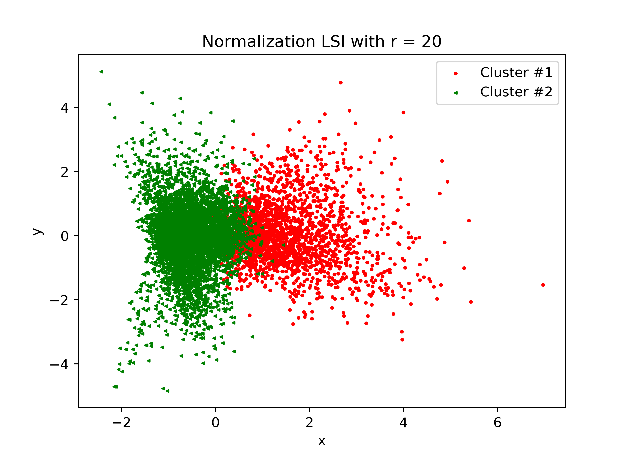 Normalization LSI with r = 20
Cluster #1
Cluster #2
4
2
0
−2
−4
y
−2 0 2 4 6
x